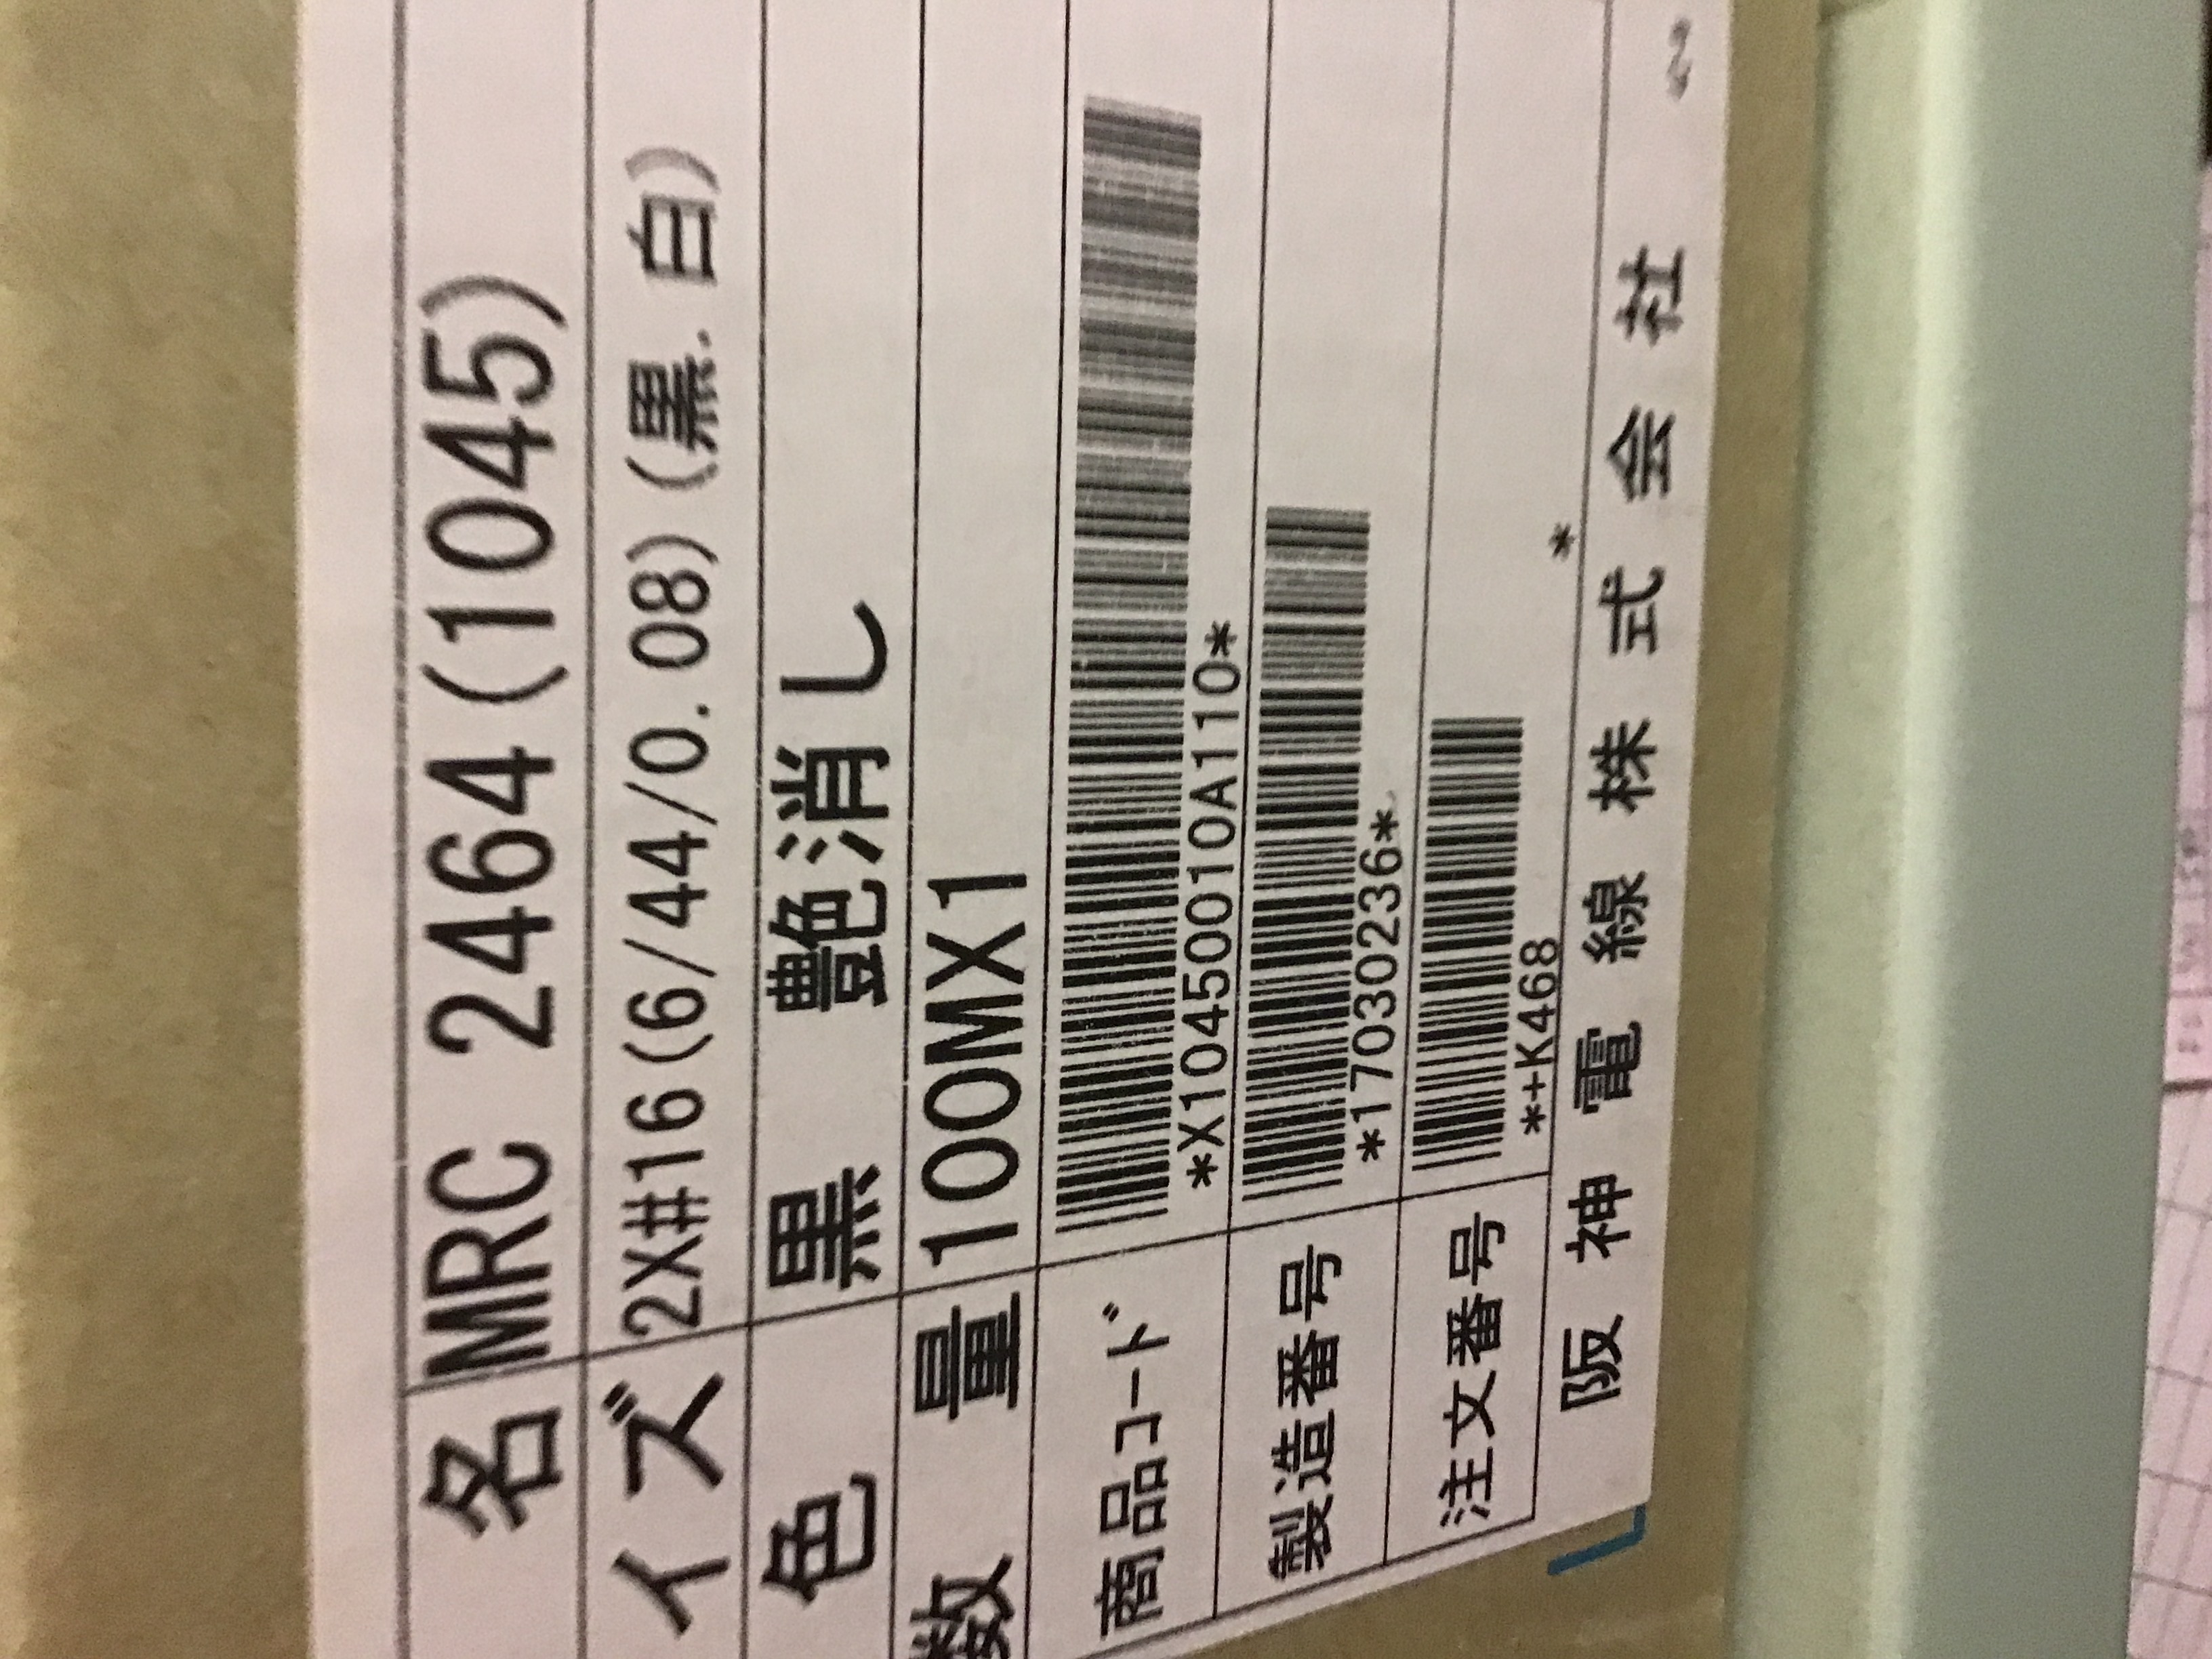 名 MRC 2464(1045)
イズ 2X#16(6/44/0.08)(黒.白)
色 黒 艶消し
数量 100MX1
商品ｺｰﾄﾞ *X1045001OA110*
製造番号 *17030236*
注文番号 *+K468 *
阪神電線株式会社